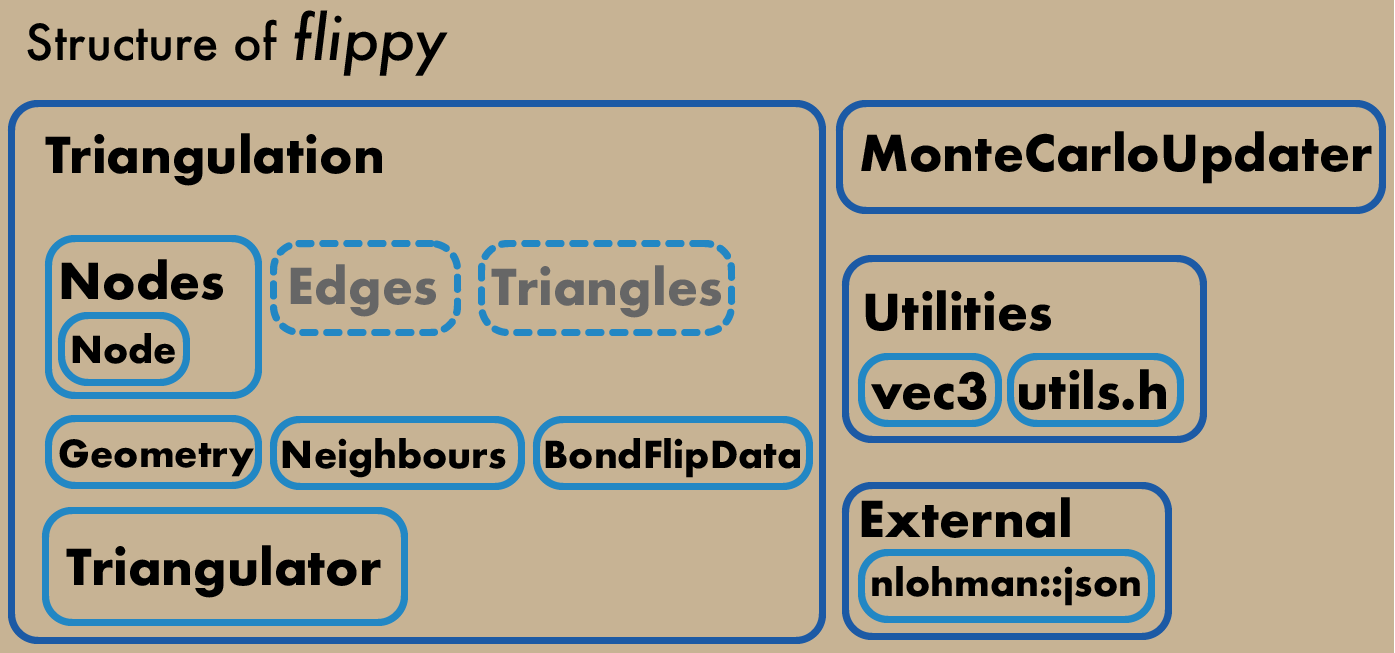 Structure of flippy
Triangulation
Nodes
Node
Edges
Triangles
Geometry
Neighbours
BondFlipData
Triangulator
MonteCarloUpdater
Utilities
vec3
utils.h
External
nlohman::json